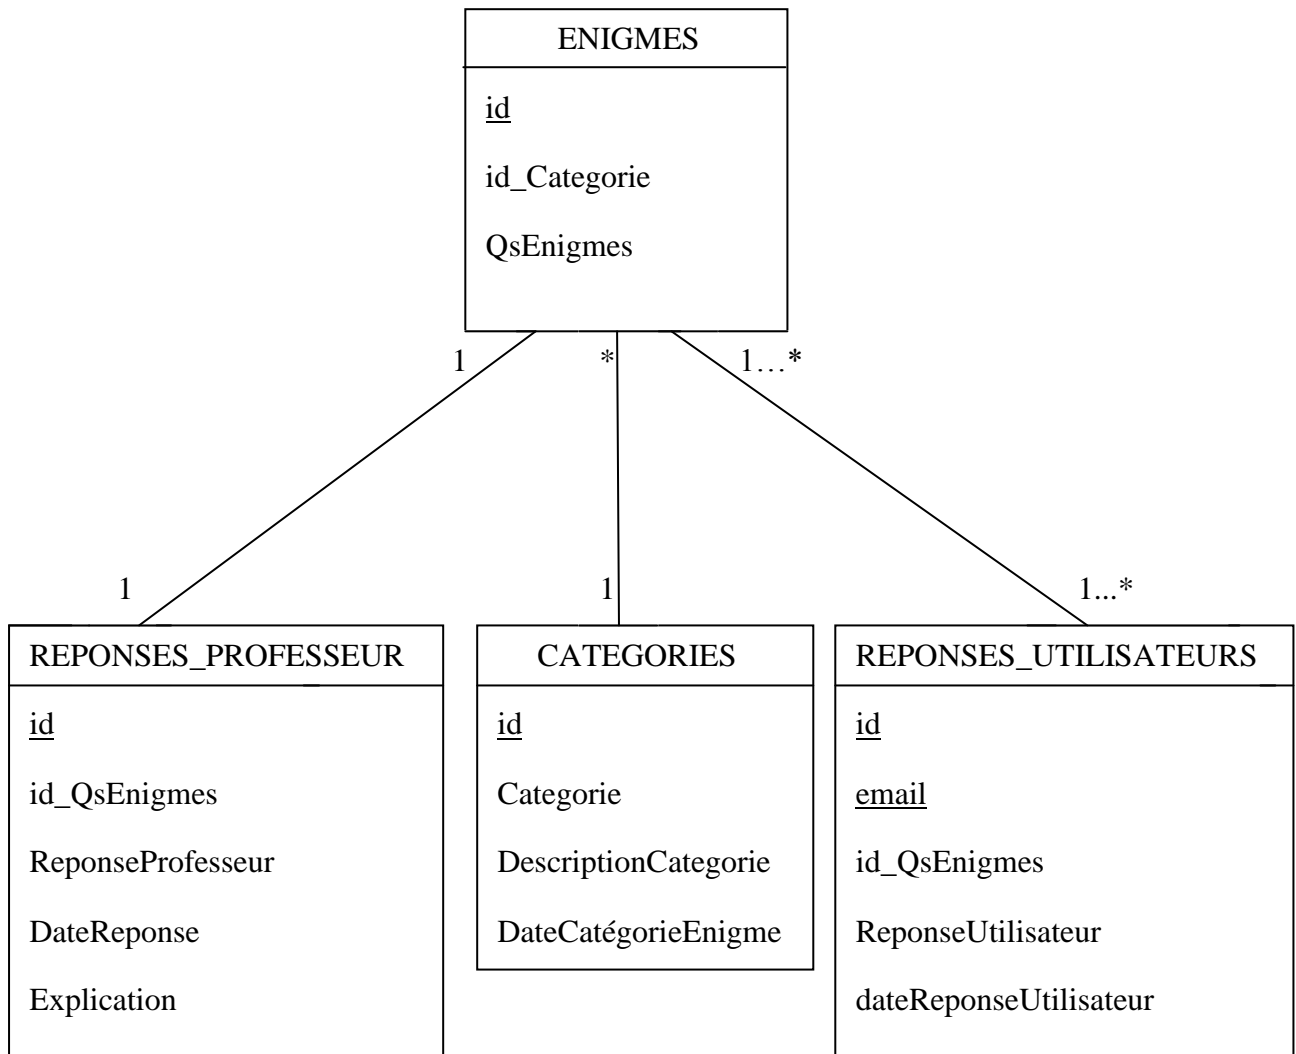 ENIGMES
id
id_Categorie
QsEnigmes
1
*
1…*
1
1
1...*
REPONSES_PROFESSEUR
id
id_QsEnigmes
ReponseProfesseur
DateReponse
Explication
CATEGORIES
id
Categorie
DescriptionCategorie
DateCatégorieEnigme
REPONSES_UTILISATEURS
id
email
id_QsEnigmes
ReponseUtilisateur
dateReponseUtilisateur